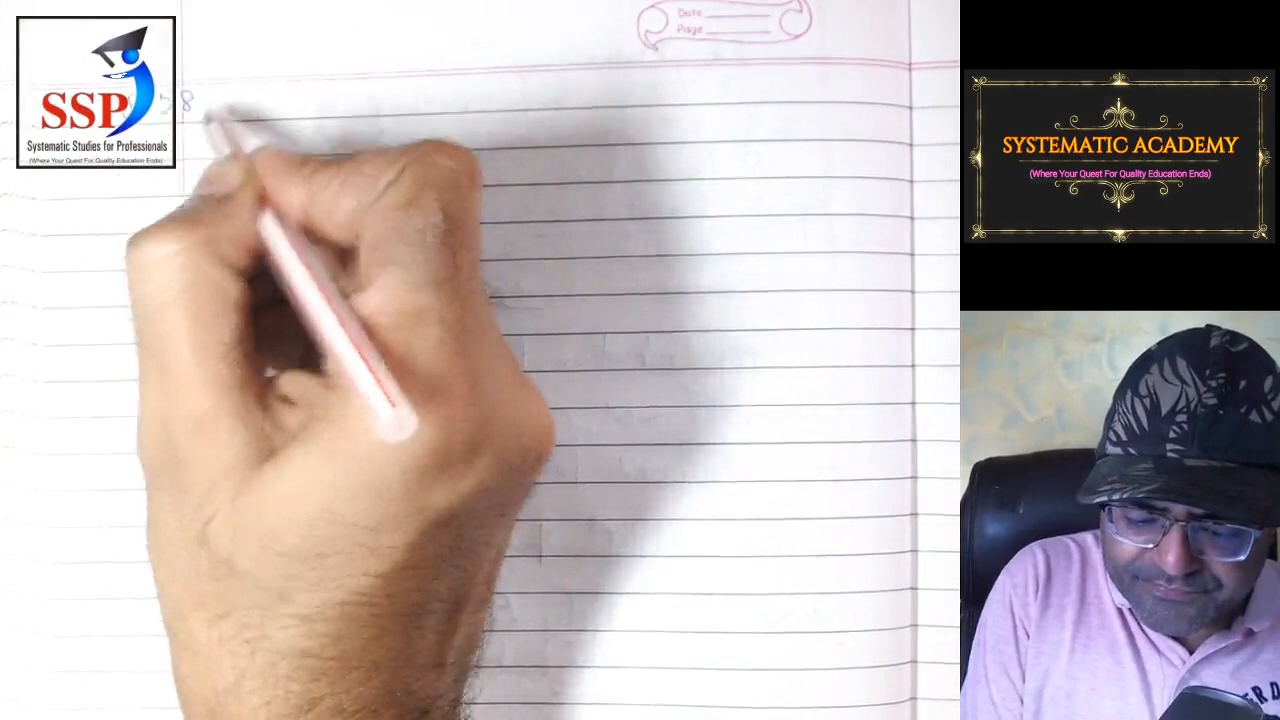 Date
Page
SSP
Systematic Studies for Professionals
(Where Your Quest For Quality Education Ends)
8
SYSTEMATIC ACADEMY
(Where Your Quest For Quality Education Ends)